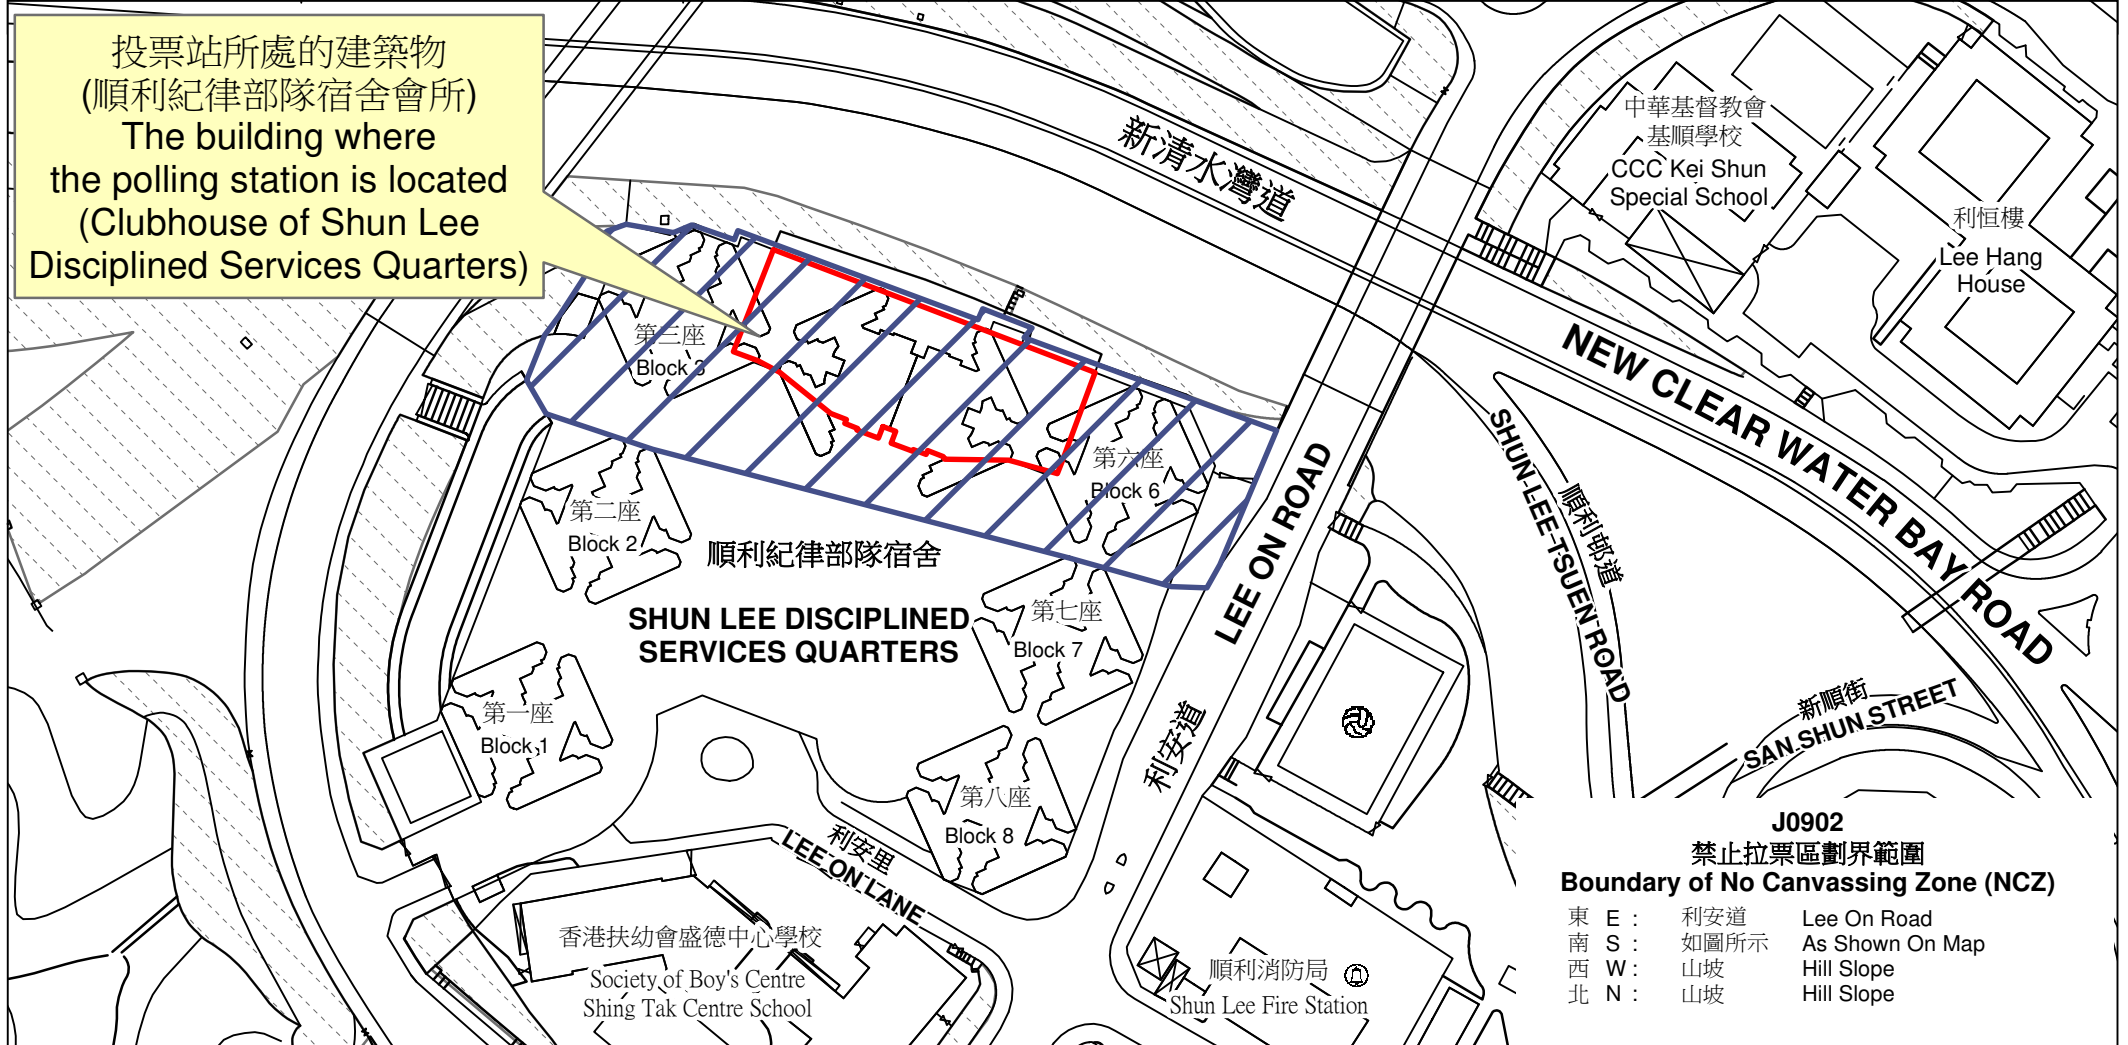 投票站所處的建築物
(順利紀律部隊宿舍會所)
The building where
the polling station is located
(Clubhouse of Shun Lee
Disciplined Services Quarters)
新清水灣道
中華基督教會
基順學校
CCC Kei Shun
Special School
利恒樓
Lee Hang
House
NEW CLEAR WATER BAY ROAD
第三座
Block 3
第六座
Block 6
LEE ON ROAD
順利邨道
SHUN LEE TSUEN ROAD
第二座
Block 2
順利紀律部隊宿舍
SHUN LEE DISCIPLINED
SERVICES QUARTERS
第七座
Block 7
第一座
Block 1
利安道
新順街
SAN SHUN STREET
第八座
Block 8
利安里
LEE ON LANE
香港扶幼會盛德中心學校
Society of Boy's Centre
Shing Tak Centre School
順利消防局
Shun Lee Fire Station
J0902
禁止拉票區劃界範圍
Boundary of No Canvassing Zone (NCZ)
東 E : 利安道 Lee On Road
南 S : 如圖所示 As Shown On Map
西 W : 山坡 Hill Slope
北 N : 山坡 Hill Slope